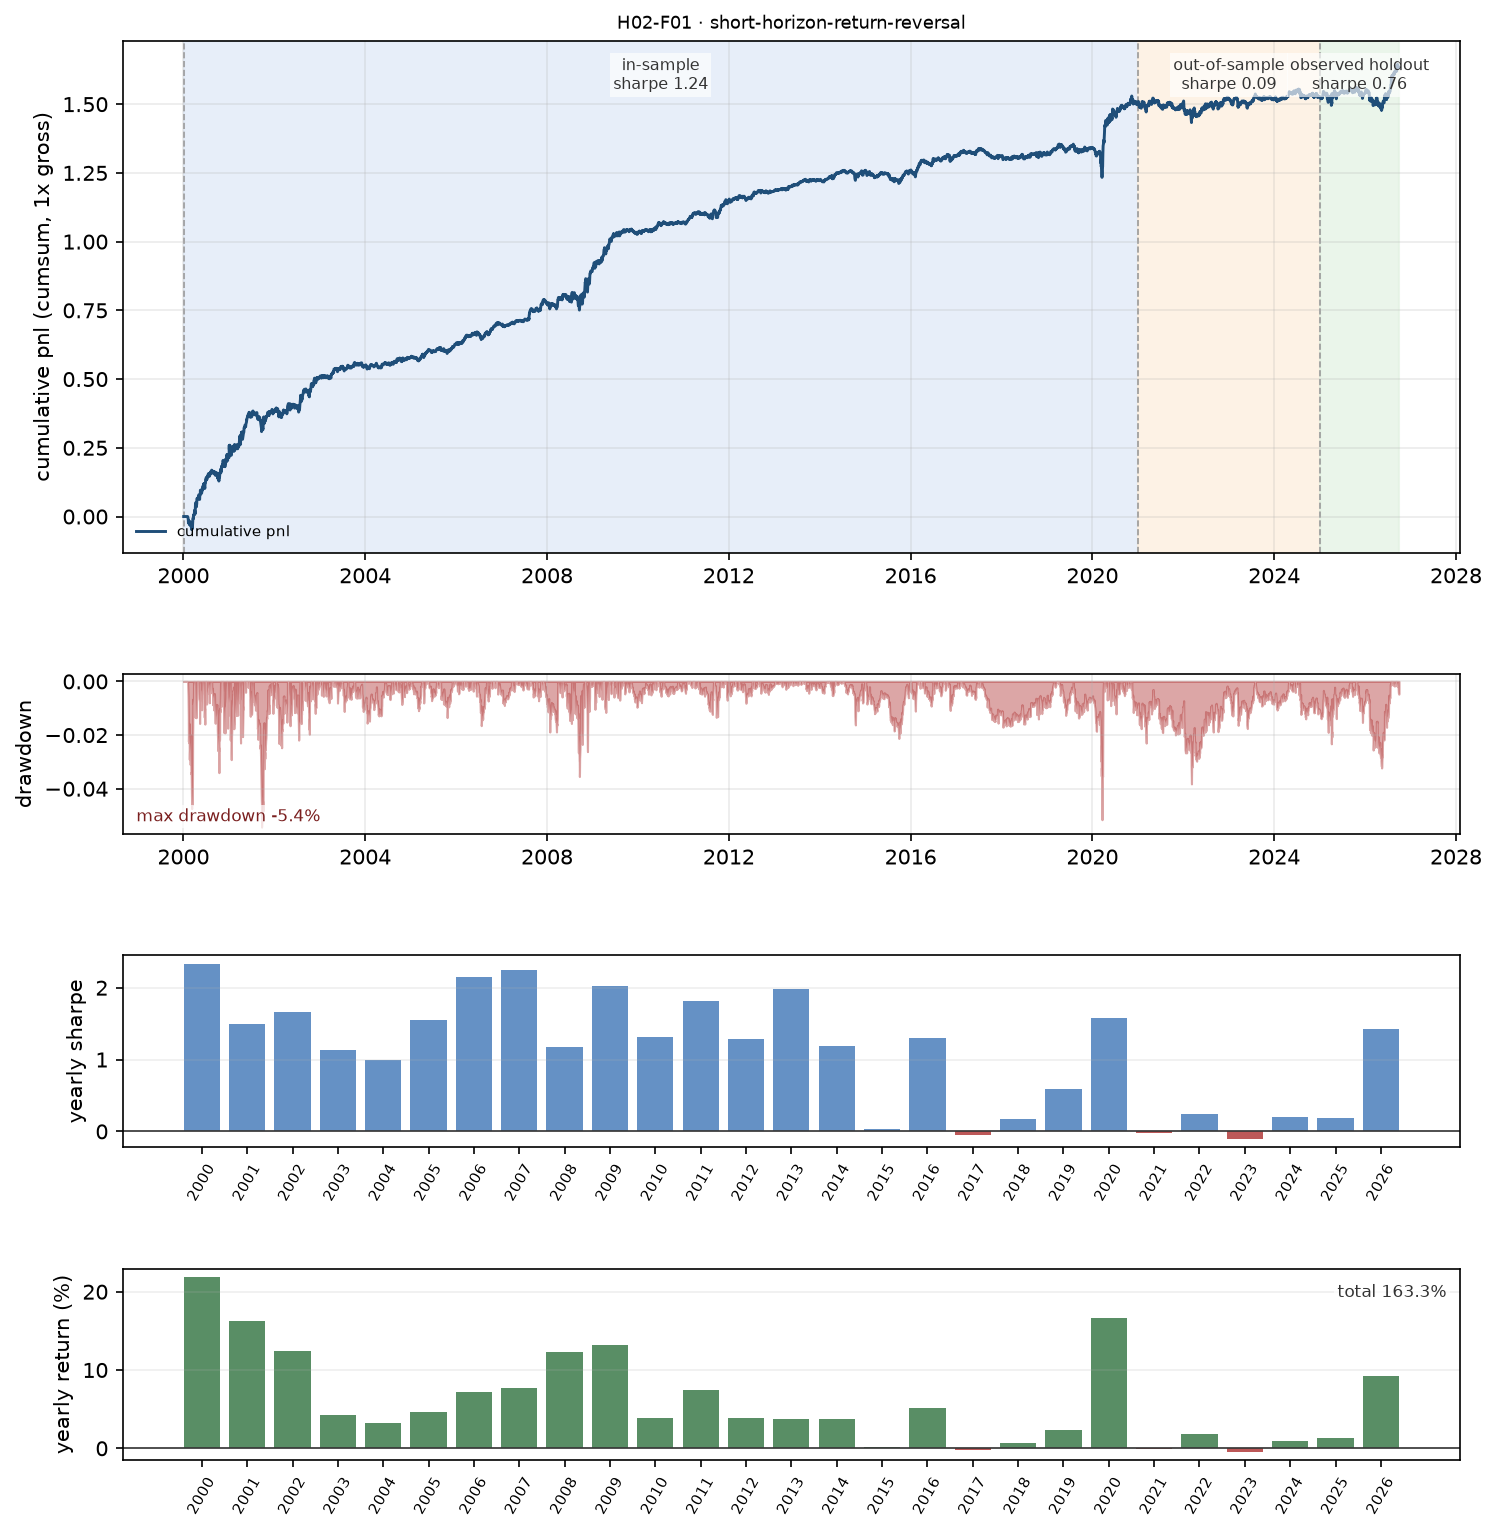 H02-F01 · short-horizon-return-reversal
in-sample
sharpe 1.24
out-of-sample
sharpe 0.09
observed holdout
sharpe 0.76
cumulative pnl (cumsum, 1x gross)
1.50
1.25
1.00
0.75
0.50
0.25
0.00
cumulative pnl
2000 2004 2008 2012 2016 2020 2024 2028
drawdown
0.00
−0.02
−0.04
max drawdown -5.4%
2000 2004 2008 2012 2016 2020 2024 2028
yearly sharpe
2
1
0
2000 2001 2002 2003 2004 2005 2006 2007 2008 2009 2010 2011 2012 2013 2014 2015 2016 2017 2018 2019 2020 2021 2022 2023 2024 2025 2026
yearly return (%)
20
10
0
total 163.3%
2000 2001 2002 2003 2004 2005 2006 2007 2008 2009 2010 2011 2012 2013 2014 2015 2016 2017 2018 2019 2020 2021 2022 2023 2024 2025 2026